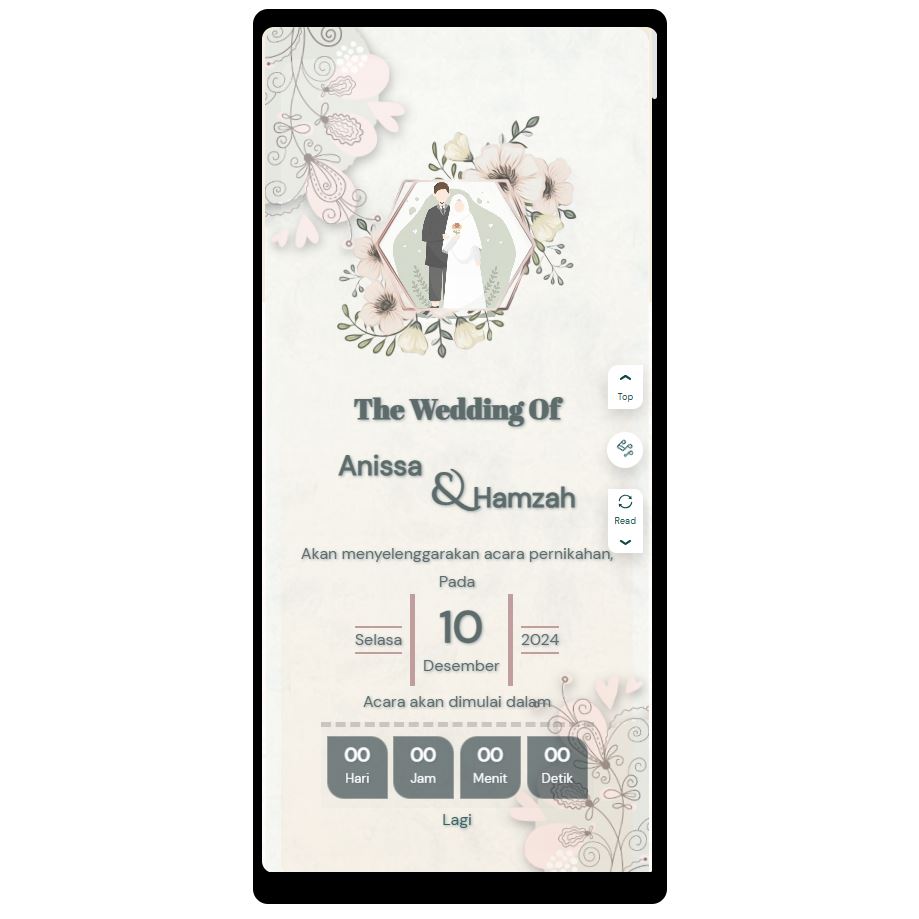 The Wedding Of
Anissa
&
Hamzah
Akan menyelenggarakan acara pernikahan,
Pada
Selasa
10
Desember
2024
Acara akan dimulai dalam
00 00 00 00
Hari Jam Menit Detik
Lagi
Top
Read